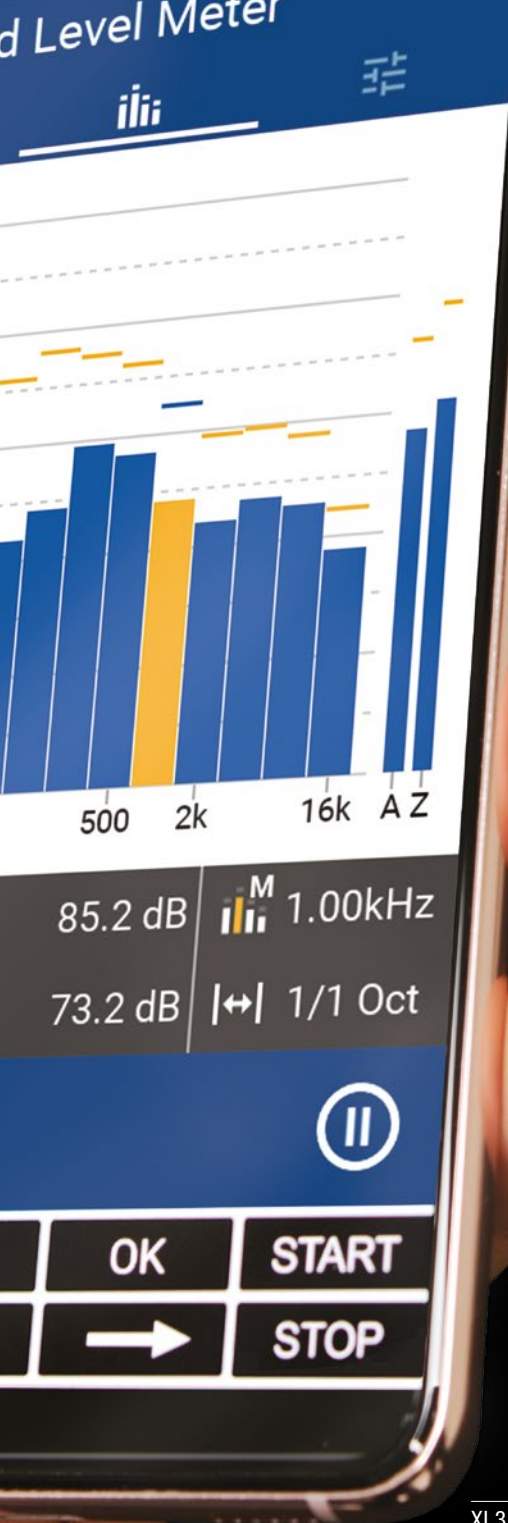 d Level Meter
500 2k 16k A Z
85.2 dB M 1.00kHz
73.2 dB 1/1 Oct
OK START
STOP
XL3